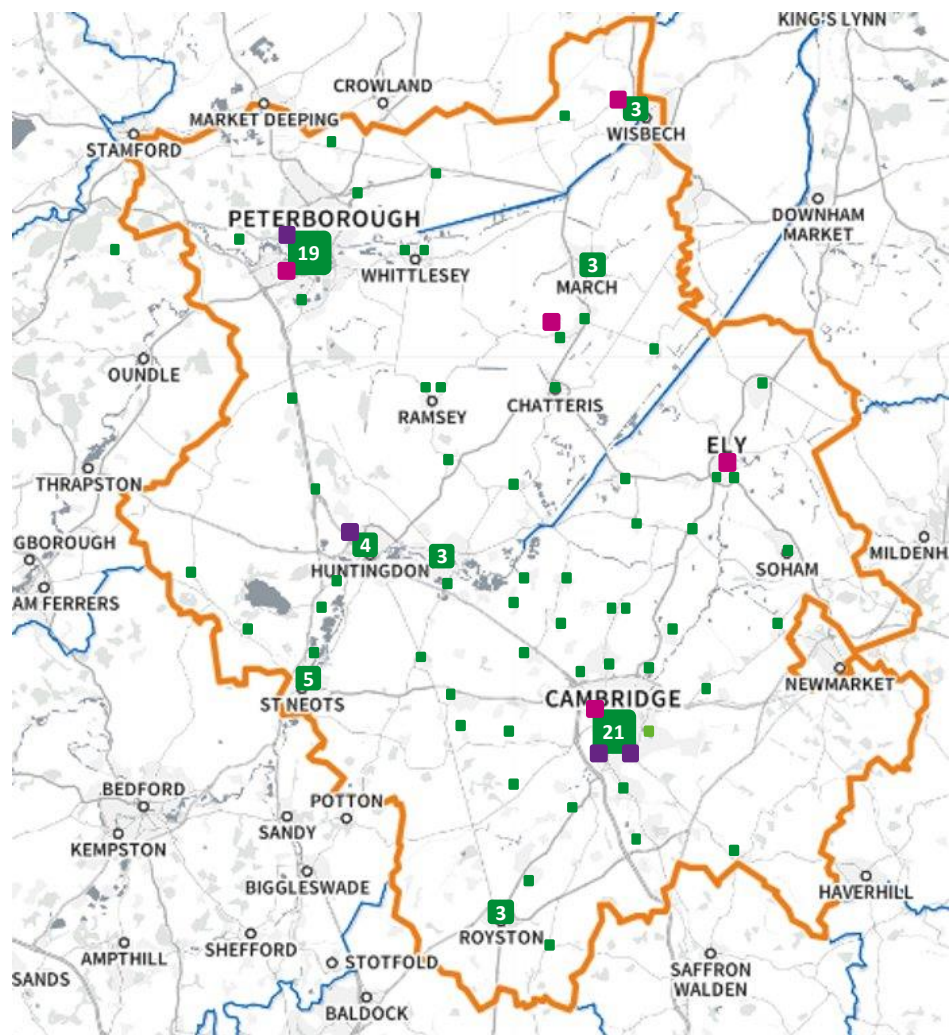 KING'S LYNN
CROWLAND
MARKET DEEPING
3
WISBECH
STAMFORD
DOWNHAM
MARKET
PETERBOROUGH
19
WHITTLESEY
3
MARCH
OUNDLE
RAMSEY
CHATTERIS
ELY
THRAPSTON
GBOROUGH
4
3
HUNTINGDON
SOHAM
MILDENH
AM FERRERS
5
ST NEOTS
CAMBRIDGE
NEWMARKET
21
BEDFORD
POTTON
SANDY
KEMPSTON
BIGGLESWADE
HAVERHILL
3
ROYSTON
SHEFFORD
AMPTHILL
STOTFOLD
SANDS
SAFFRON
WALDEN
BALDOCK